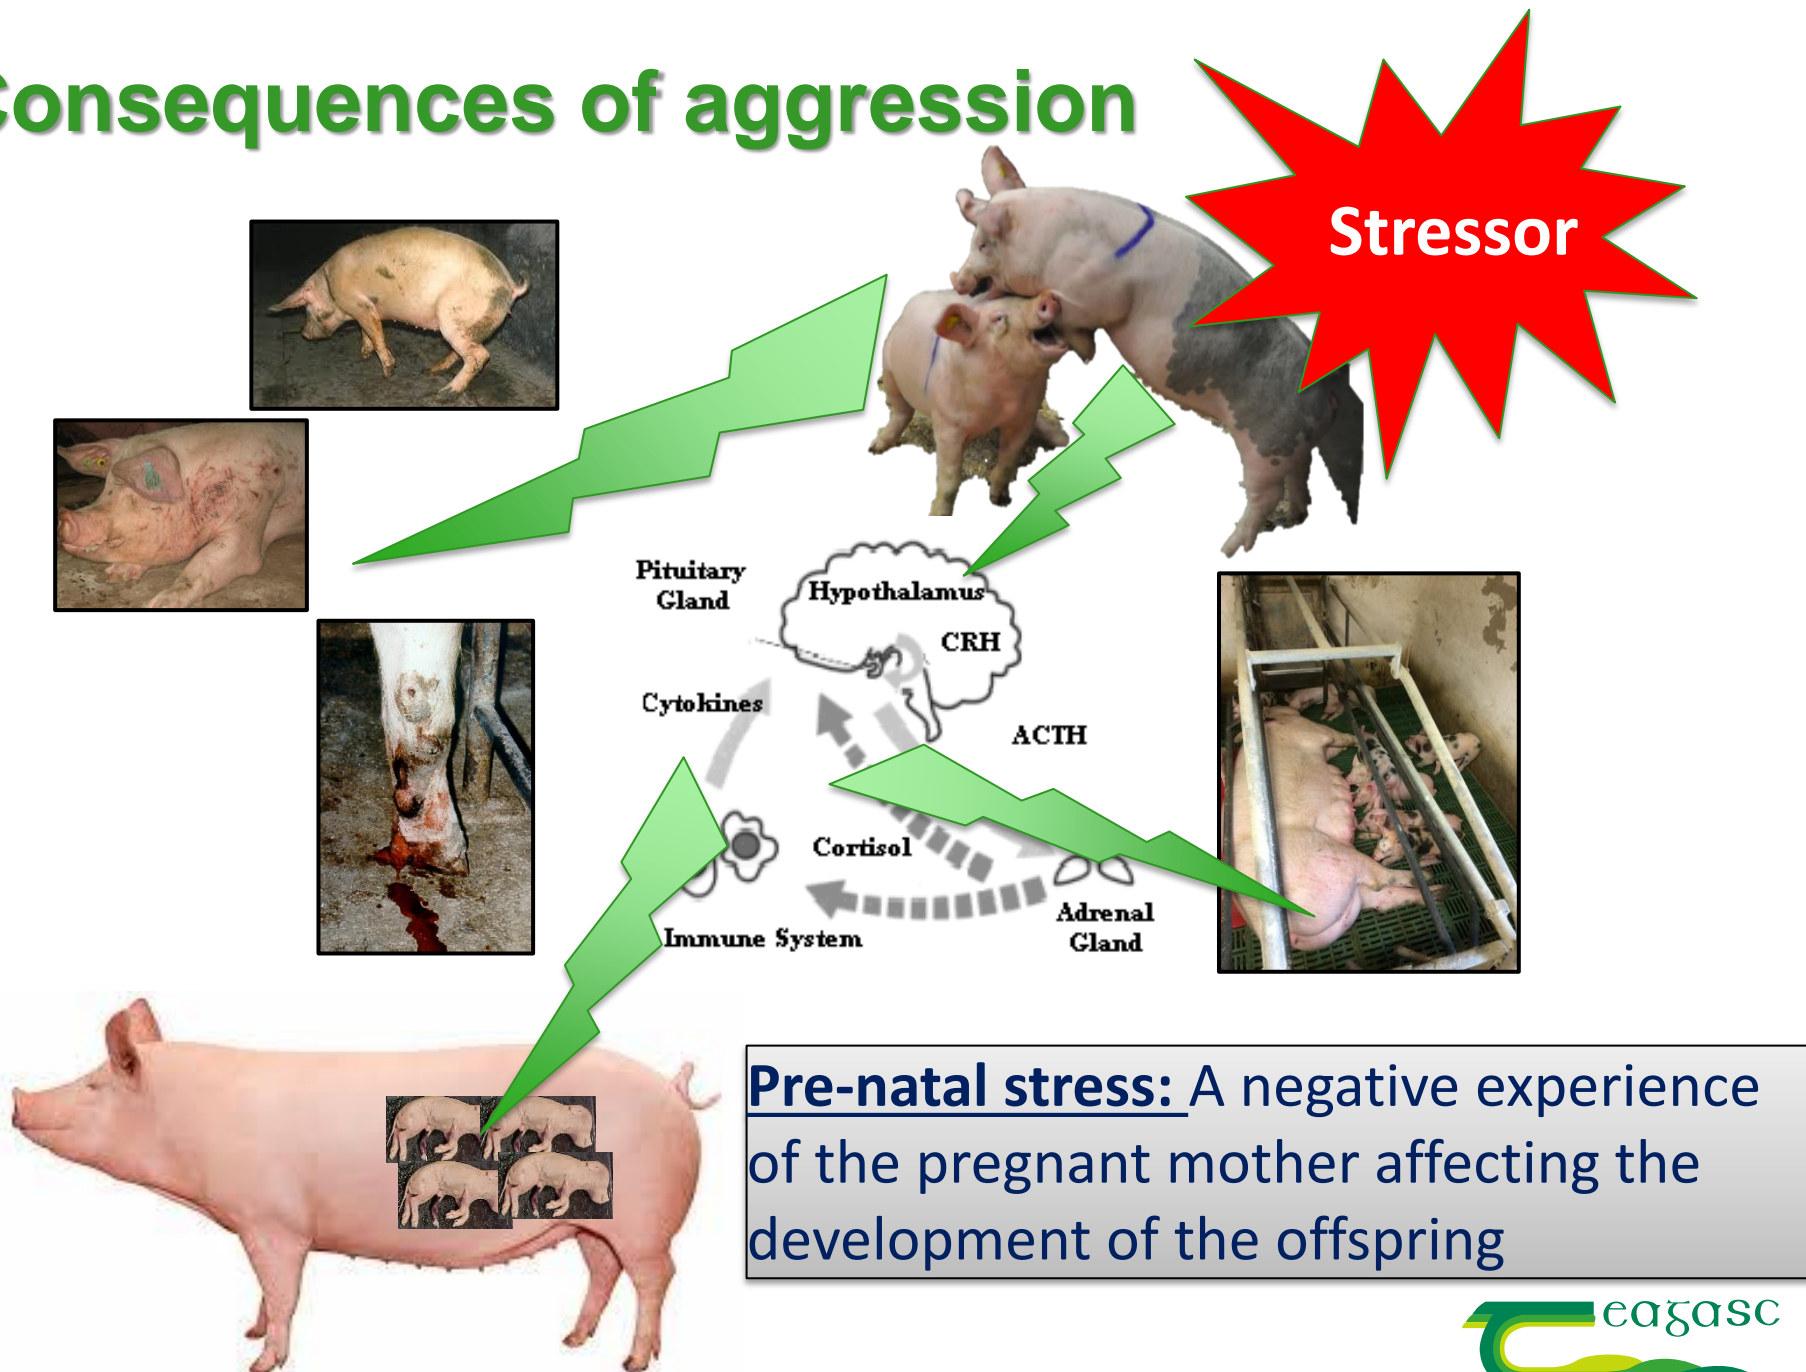 Consequences of aggression
Stressor
Pituitary
Gland
Hypothalamus
CRH
Cytokines
ACTH
Cortisol
Adrenal
Gland
Immune System
Pre-natal stress: A negative experience
of the pregnant mother affecting the
development of the offspring
eagasc